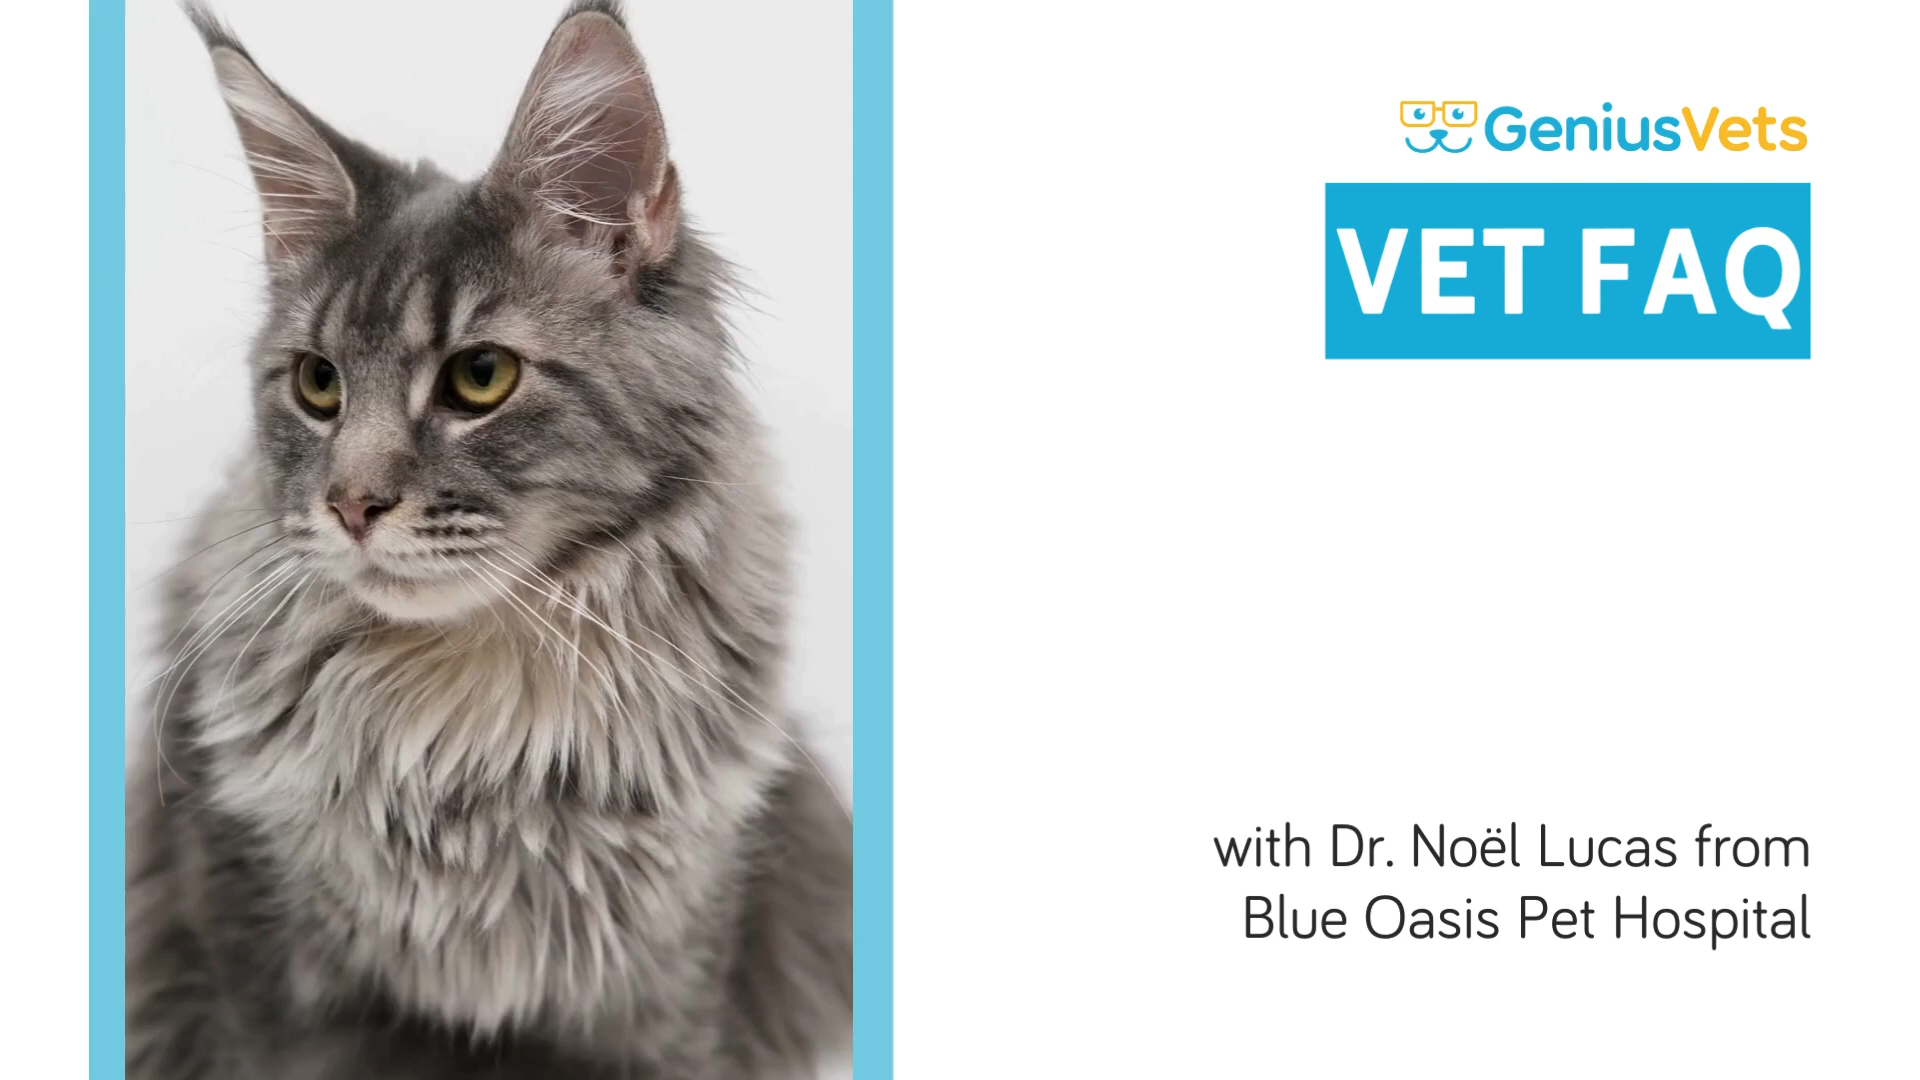 GeniusVets
VET FAQ
with Dr. Noël Lucas from
Blue Oasis Pet Hospital